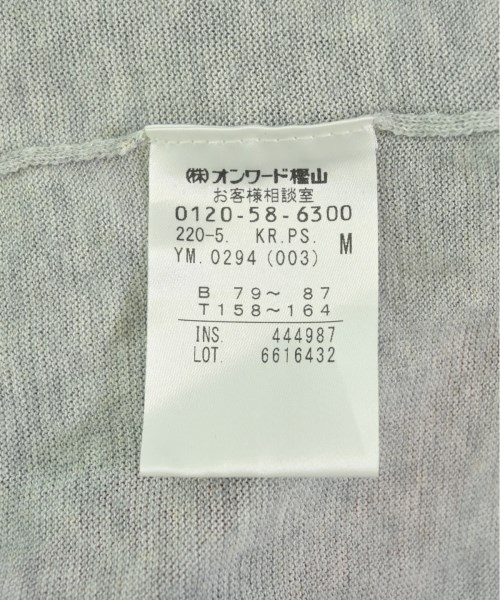 (株)オンワード樫山
お客様相談室
0120-58-6300
220-5. KR.PS. M
YM. 0294 (003)
B 79〜 87
T 158〜164
INS. 444987
LOT. 6616432